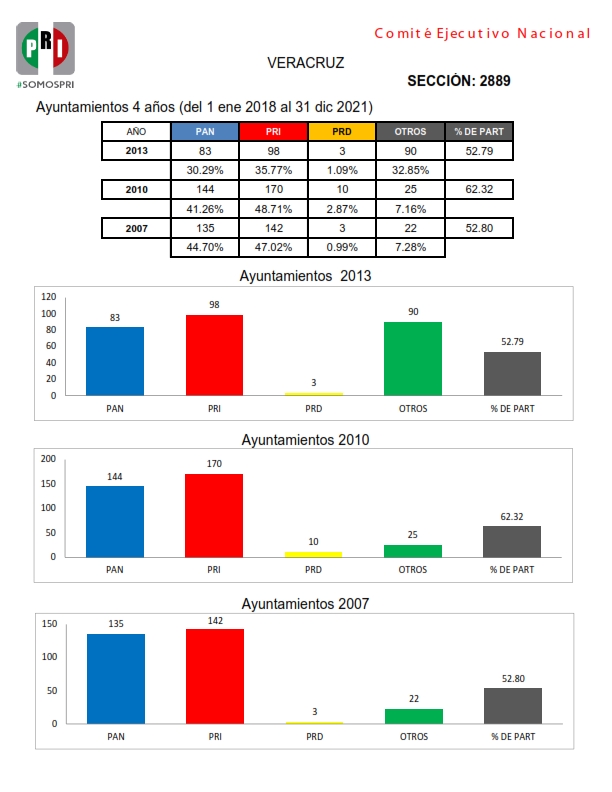 Comité Ejecutivo Nacional
PRI
#SOMOSPRI
VERACRUZ
SECCIÓN: 2889
Ayuntamientos 4 años (del 1 ene 2018 al 31 dic 2021)
AÑO PAN PRI PRD OTROS % DE PART
2013 83 98 3 90 52.79
30.29% 35.77% 1.09% 32.85%
2010 144 170 10 25 62.32
41.26% 48.71% 2.87% 7.16%
2007 135 142 3 22 52.80
44.70% 47.02% 0.99% 7.28%
Ayuntamientos 2013
120
100
80
60
40
20
0
83
98
3
90
52.79
PAN PRI PRD OTROS % DE PART
Ayuntamientos 2010
200
150
100
50
0
144
170
10
25
62.32
PAN PRI PRD OTROS % DE PART
Ayuntamientos 2007
150
100
50
0
135
142
3
22
52.80
PAN PRI PRD OTROS % DE PART